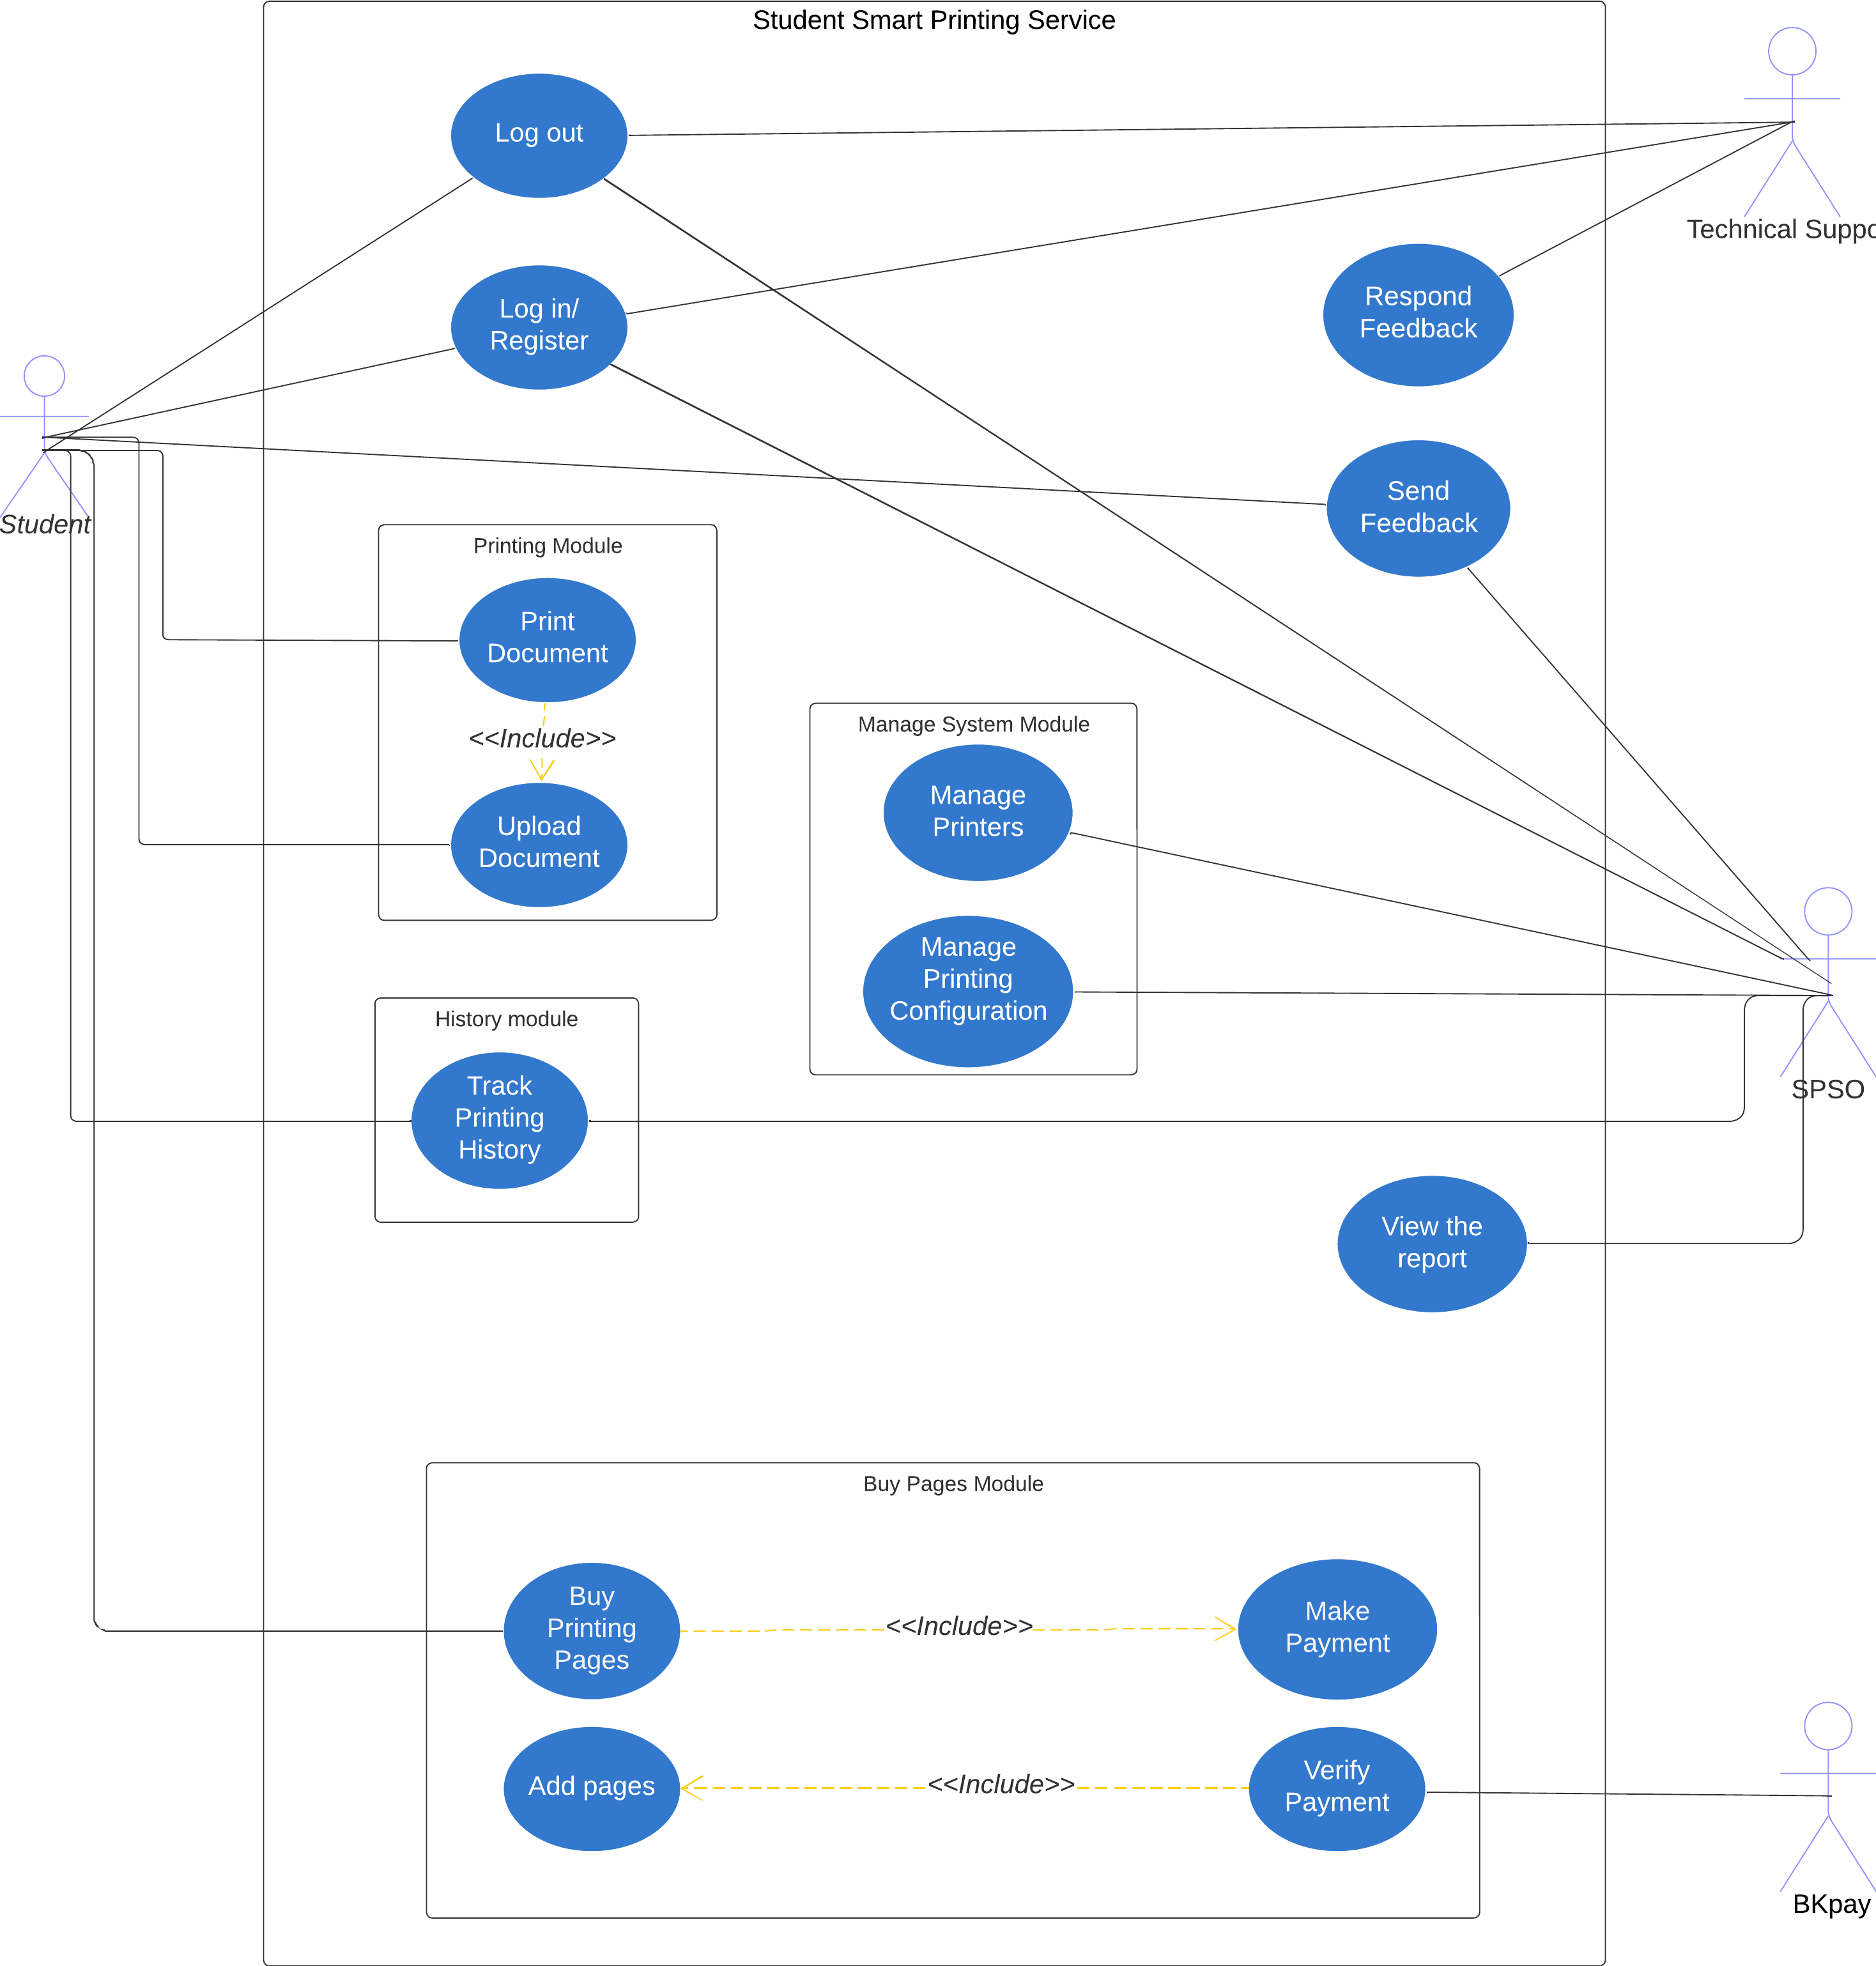 Student Smart Printing Service
Log out
Technical Suppo
Log in/
Register
Respond
Feedback
Send
Feedback
Student
Printing Module
Print
Document
<<Include>>
Upload
Document
Manage System Module
Manage
Printers
Manage
Printing
Configuration
History module
Track
Printing
History
SPSO
View the
report
Buy Pages Module
Buy
Printing
Pages
<<Include>>
Make
Payment
Add pages
<<Include>>
Verify
Payment
BKpay